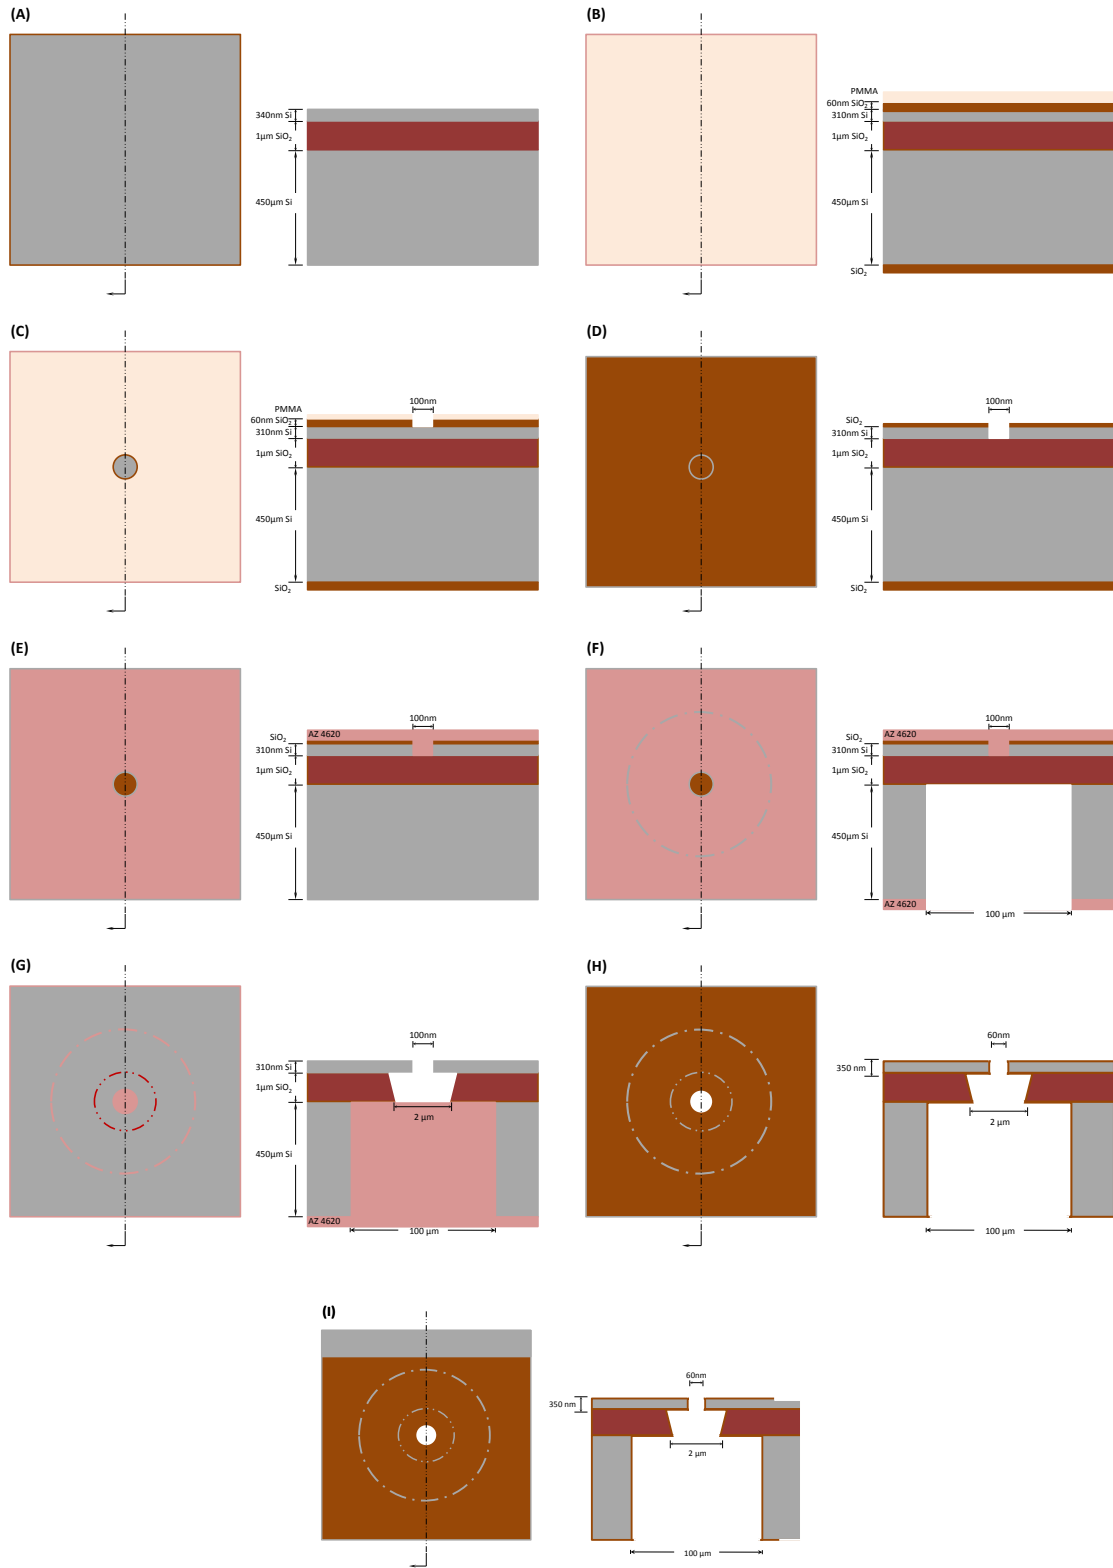 (A)
340nm Si
1μm SiO₂
450μm Si
(B)
PMMA
60nm SiO₂
310nm Si
1μm SiO₂
450μm Si
SiO₂
(C)
100nm
PMMA
60nm SiO₂
310nm Si
1μm SiO₂
450μm Si
SiO₂
(D)
100nm
SiO₂
310nm Si
1μm SiO₂
450μm Si
SiO₂
(E)
100nm
AZ 4620
SiO₂
310nm Si
1μm SiO₂
450μm Si
(F)
100nm
AZ 4620
SiO₂
310nm Si
1μm SiO₂
450μm Si
AZ 4620
100 μm
(G)
100nm
310nm Si
1μm SiO₂
2 μm
450μm Si
AZ 4620
100 μm
(H)
60nm
350 nm
2 μm
100 μm
(I)
60nm
350 nm
2 μm
100 μm